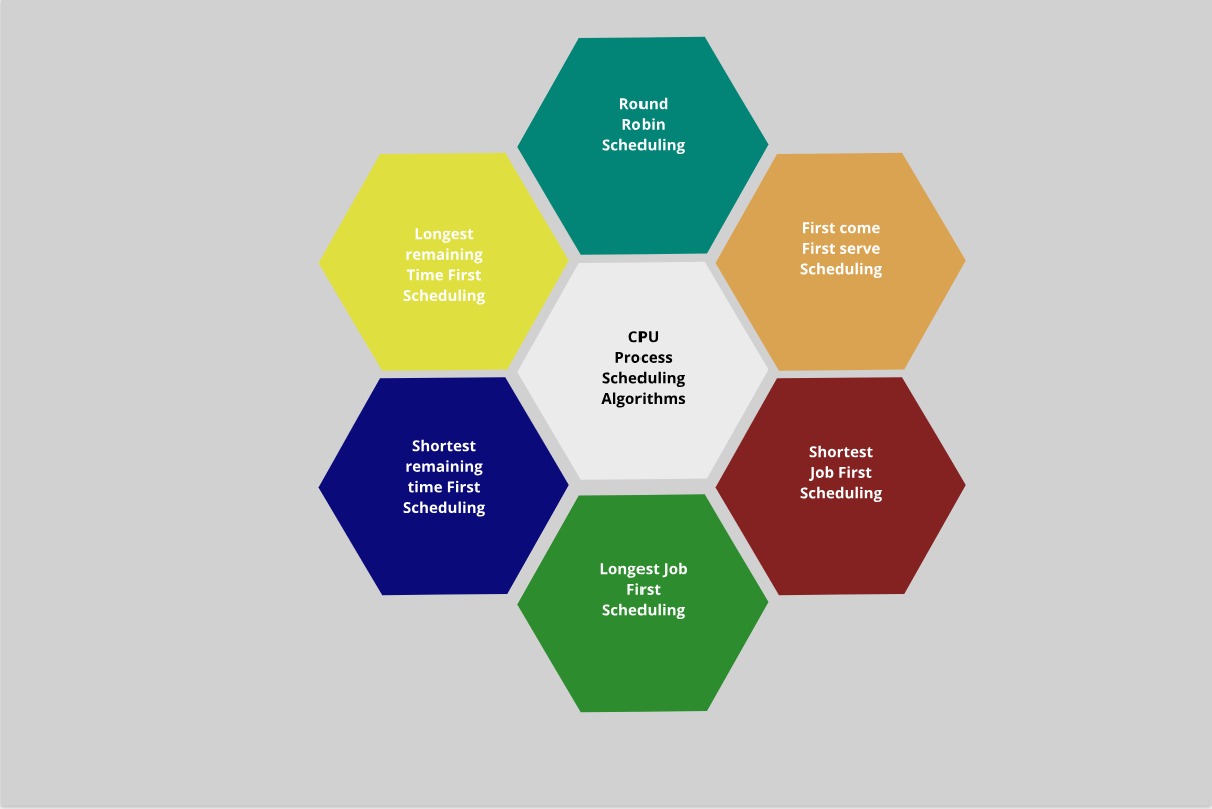 Round
Robin
Scheduling
First come
First serve
Scheduling
Longest
remaining
Time First
Scheduling
CPU
Process
Scheduling
Algorithms
Shortest
remaining
time First
Scheduling
Shortest
Job First
Scheduling
Longest Job
First
Scheduling